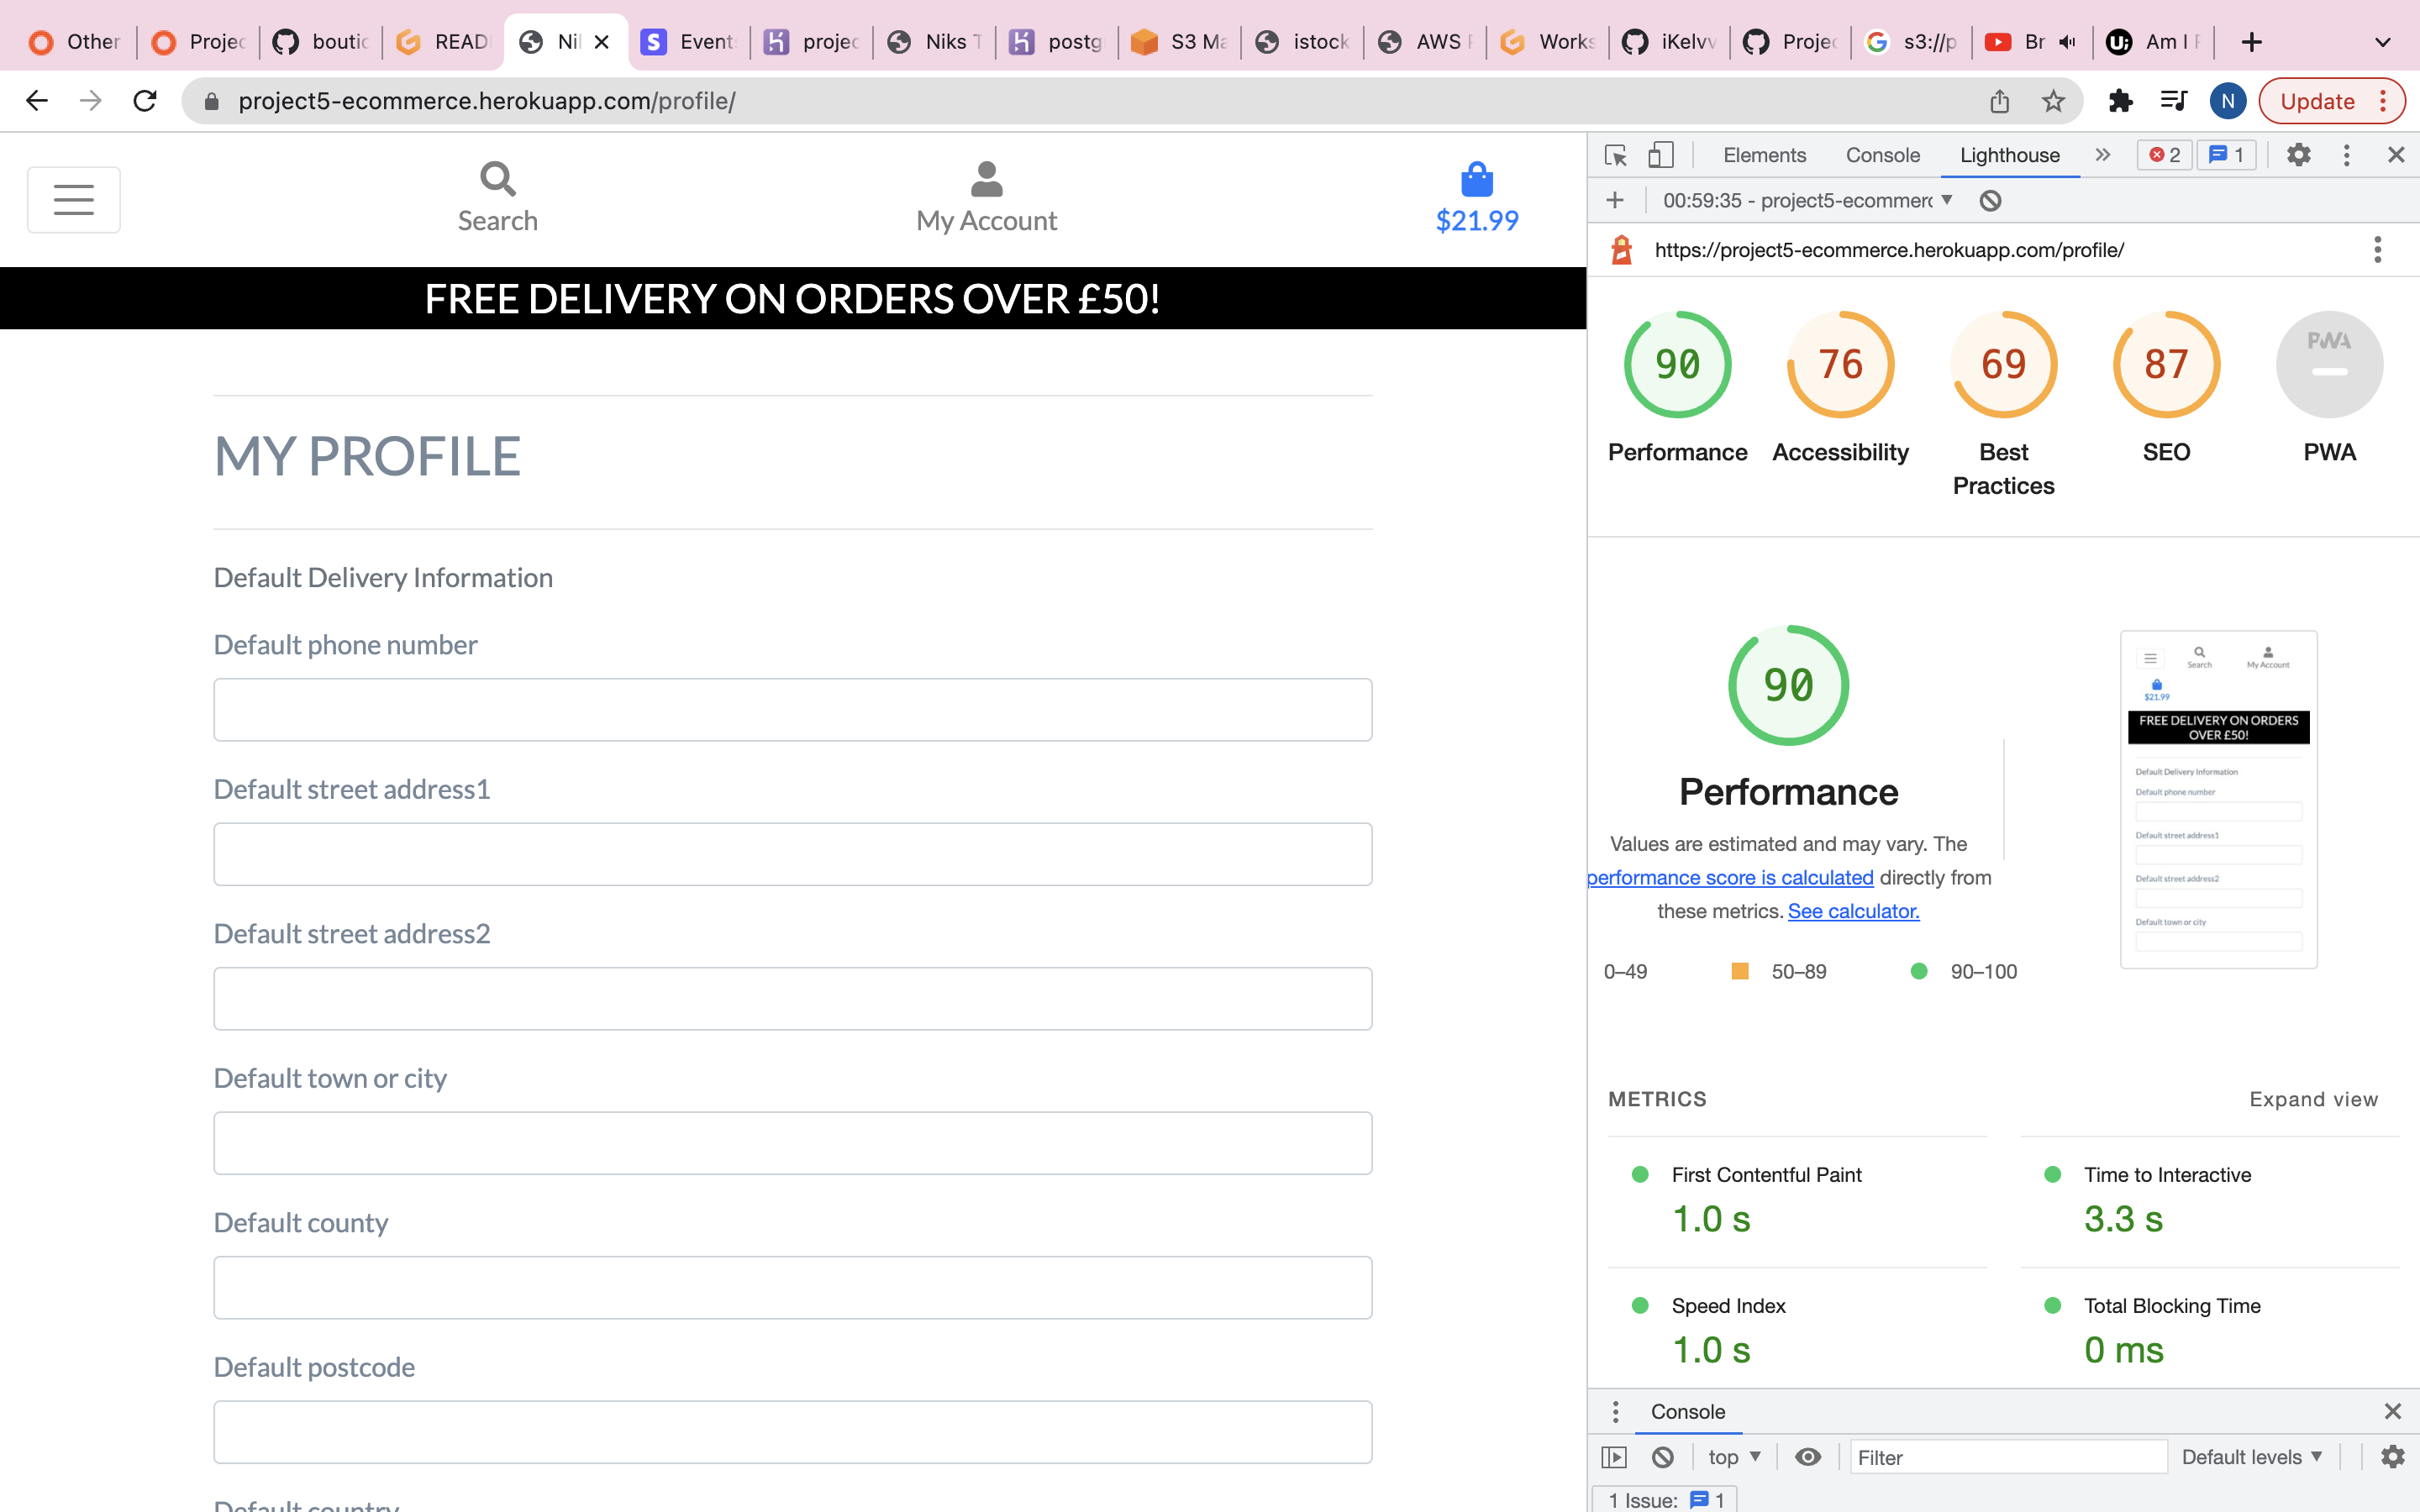 Other
Projec
boutic
READ
Nil
S Event
projec
Niks T
postg
S3 Ma
istock
AWS
Works
iKelvv
Projec
s3://p
Br
Am I
project5-ecommerce.herokuapp.com/profile/
N
Update
Search
My Account
$21.99
FREE DELIVERY ON ORDERS OVER £50!
MY PROFILE
Default Delivery Information
Default phone number
Default street address1
Default street address2
Default town or city
Default county
Default postcode
Default country
Elements Console Lighthouse 2 1
00:59:35 - project5-ecommerc
https://project5-ecommerce.herokuapp.com/profile/
90 76 69 87 PWA
Performance Accessibility Best Practices SEO PWA
90
Performance
Values are estimated and may vary. The
performance score is calculated directly from
these metrics. See calculator.
0–49 50–89 90–100
Search
My Account
$21.99
FREE DELIVERY ON ORDERS
OVER £50!
Default Delivery Information
Default phone number
Default street address1
Default street address2
Default town or city
METRICS Expand view
First Contentful Paint
1.0 s
Time to Interactive
3.3 s
Speed Index
1.0 s
Total Blocking Time
0 ms
Console
top Filter Default levels
1 Issue: 1